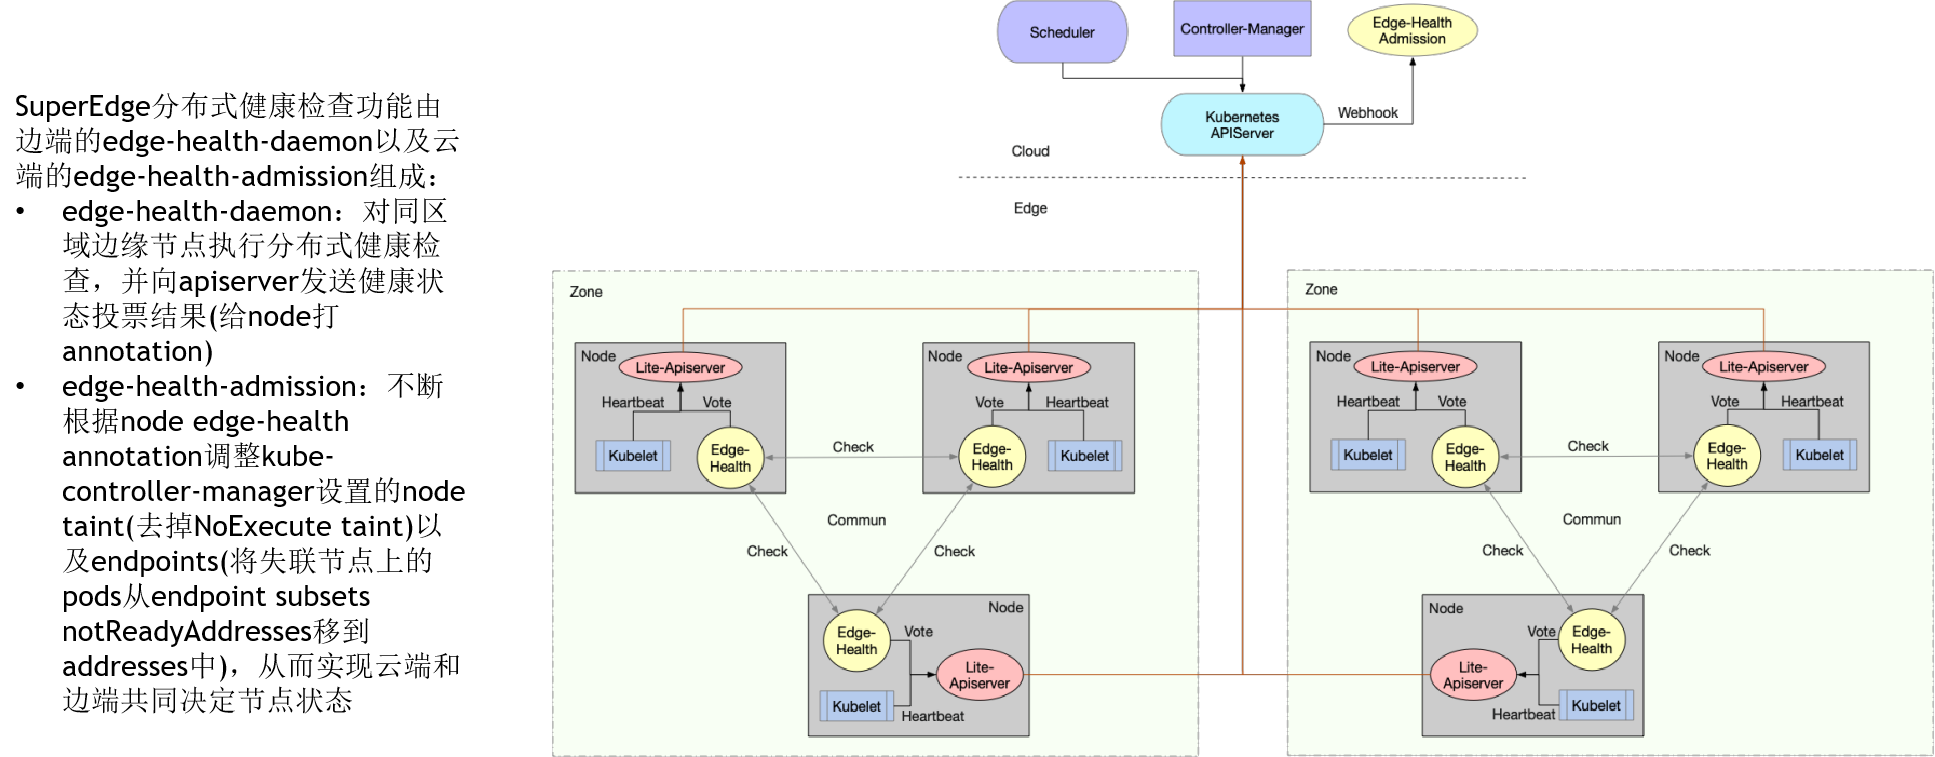 SuperEdge分布式健康检查功能由
边端的edge-health-daemon以及云
端的edge-health-admission组成：
• edge-health-daemon：对同区
域边缘节点执行分布式健康检
查，并向apiserver发送健康状
态投票结果(给node打
annotation)
• edge-health-admission：不断
根据node edge-health
annotation调整kube-
controller-manager设置的node
taint(去掉NoExecute taint)以
及endpoints(将失联节点上的
pods从endpoint subsets
notReadyAddresses移到
addresses中)，从而实现云端和
边端共同决定节点状态
Scheduler
Controller-Manager
Edge-Health
Admission
Kubernetes
APIServer
Webhook
Cloud
Edge
Zone
Node
Lite-Apiserver
Heartbeat
Vote
Kubelet
Edge-
Health
Check
Node
Lite-Apiserver
Vote
Heartbeat
Edge-
Health
Kubelet
Commun
Check
Check
Node
Edge-
Health
Vote
Lite-
Apiserver
Kubelet
Heartbeat
Zone
Node
Lite-Apiserver
Heartbeat
Vote
Kubelet
Edge-
Health
Check
Node
Lite-Apiserver
Vote
Heartbeat
Edge-
Health
Kubelet
Commun
Check
Check
Node
Vote
Edge-
Health
Lite-
Apiserver
Heartbeat
Kubelet